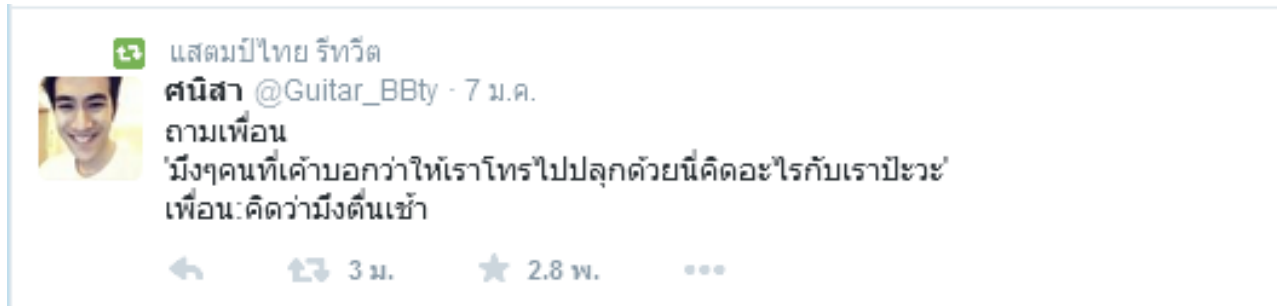 แสตมป์ไทย รีทวีต
ศนิสา @Guitar_BBty · 7 ม.ค.
ถามเพื่อน
'มึงๆคนที่เค้าบอกว่าให้เราโทรไปปลุกด้วยนี่คิดอะไรกับเราป้ะวะ'
เพื่อน:คิดว่ามึงตื่นเช้า
3 ม. 2.8 พ.